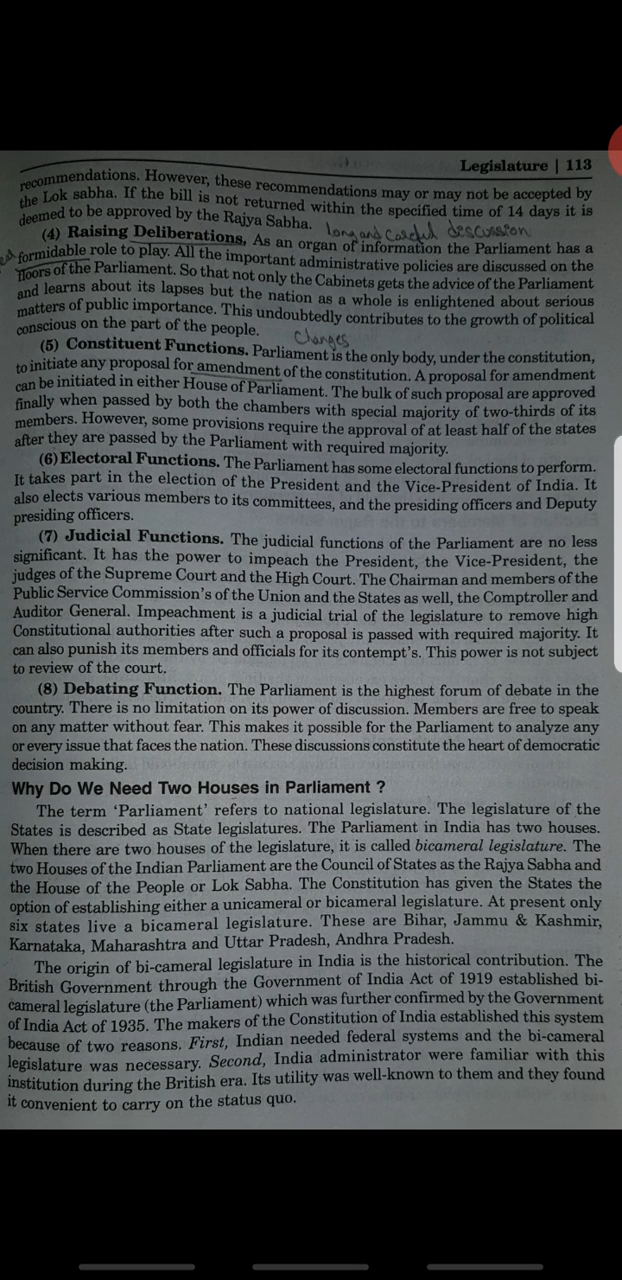 Legislature | 113
recommendations. However, these recommendations may or may not be accepted by
the Lok sabha. If the bill is not returned within the specified time of 14 days it is
deemed to be approved by the Rajya Sabha. long and careful discussion
(4) Raising Deliberations. As an organ of information the Parliament has a
formidable role to play. All the important administrative policies are discussed on the
floors of the Parliament. So that not only the Cabinets gets the advice of the Parliament
and learns about its lapses but the nation as a whole is enlightened about serious
matters of public importance. This undoubtedly contributes to the growth of political
conscious on the part of the people.
Changes
(5) Constituent Functions. Parliament is the only body, under the constitution,
to initiate any proposal for amendment of the constitution. A proposal for amendment
can be initiated in either House of Parliament. The bulk of such proposal are approved
finally when passed by both the chambers with special majority of two-thirds of its
members. However, some provisions require the approval of at least half of the states
after they are passed by the Parliament with required majority.
(6) Electoral Functions. The Parliament has some electoral functions to perform.
It takes part in the election of the President and the Vice-President of India. It
also elects various members to its committees, and the presiding officers and Deputy
presiding officers.
(7) Judicial Functions. The judicial functions of the Parliament are no less
significant. It has the power to impeach the President, the Vice-President, the
judges of the Supreme Court and the High Court. The Chairman and members of the
Public Service Commission's of the Union and the States as well, the Comptroller and
Auditor General. Impeachment is a judicial trial of the legislature to remove high
Constitutional authorities after such a proposal is passed with required majority. It
can also punish its members and officials for its contempt's. This power is not subject
to review of the court.
(8) Debating Function. The Parliament is the highest forum of debate in the
country. There is no limitation on its power of discussion. Members are free to speak
on any matter without fear. This makes it possible for the Parliament to analyze any
or every issue that faces the nation. These discussions constitute the heart of democratic
decision making.
Why Do We Need Two Houses in Parliament ?
The term 'Parliament' refers to national legislature. The legislature of the
States is described as State legislatures. The Parliament in India has two houses.
When there are two houses of the legislature, it is called bicameral legislature. The
two Houses of the Indian Parliament are the Council of States as the Rajya Sabha and
the House of the People or Lok Sabha. The Constitution has given the States the
option of establishing either a unicameral or bicameral legislature. At present only
six states live a bicameral legislature. These are Bihar, Jammu & Kashmir,
Karnataka, Maharashtra and Uttar Pradesh, Andhra Pradesh.
The origin of bi-cameral legislature in India is the historical contribution. The
British Government through the Government of India Act of 1919 established bi-
cameral legislature (the Parliament) which was further confirmed by the Government
of India Act of 1935. The makers of the Constitution of India established this system
because of two reasons. First, Indian needed federal systems and the bi-cameral
legislature was necessary. Second, India administrator were familiar with this
institution during the British era. Its utility was well-known to them and they found
it convenient to carry on the status quo.